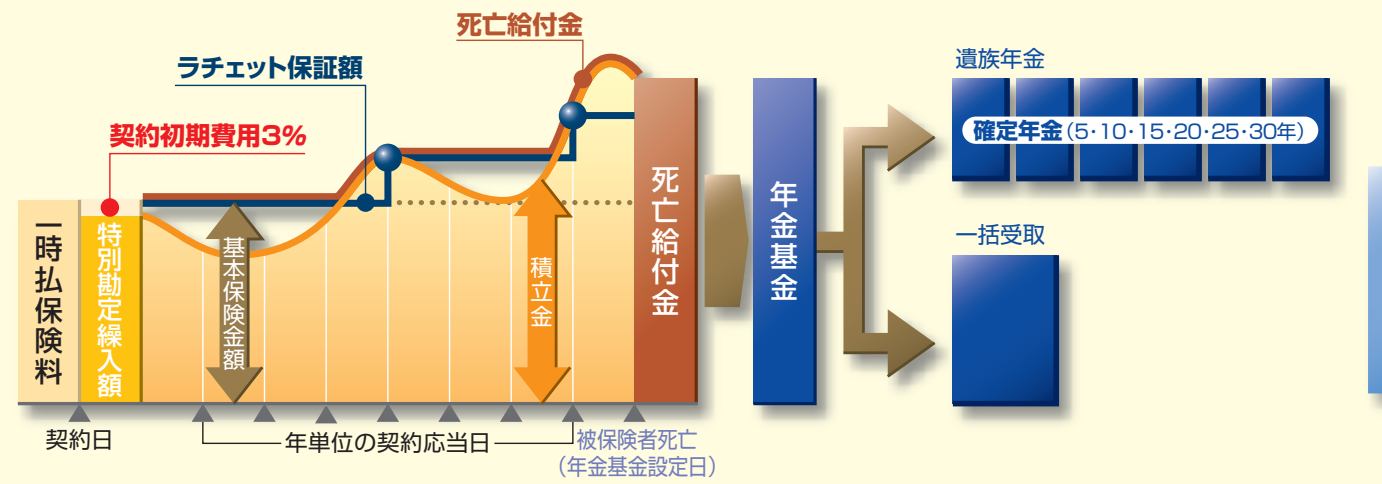 死亡給付金
ラチェット保証額
契約初期費用3%
一時払保険料
特別勘定繰入額
基本保険金額
積立金
死亡給付金
年金基金
遺族年金
確定年金(5・10・15・20・25・30年)
一括受取
契約日
年単位の契約応当日
被保険者死亡
(年金基金設定日)